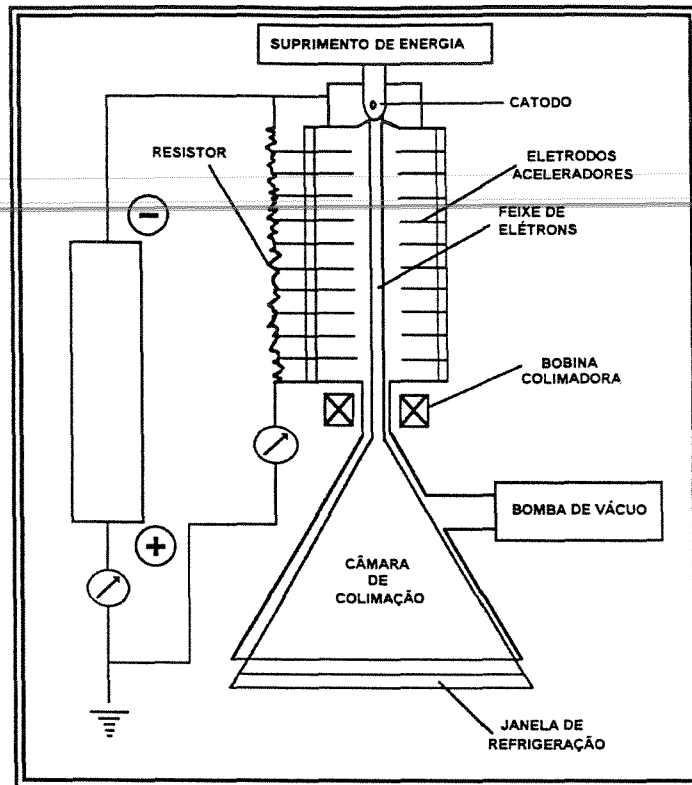 SUPRIMENTO DE ENERGIA
CATODO
RESISTOR
ELETRODOS
ACELERADORES
FEIXE DE
ELÉTRONS
−
BOBINA
COLIMADORA
BOMBA DE VÁCUO
+
CÂMARA
DE
COLIMAÇÃO
JANELA DE
REFRIGERAÇÃO